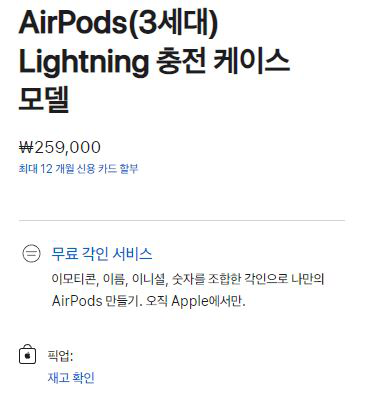 AirPods(3세대)
Lightning 충전 케이스
모델
₩259,000
최대 12 개월 신용 카드 할부
무료 각인 서비스
이모티콘, 이름, 이니셜, 숫자를 조합한 각인으로 나만의
AirPods 만들기. 오직 Apple에서만.
픽업:
재고 확인